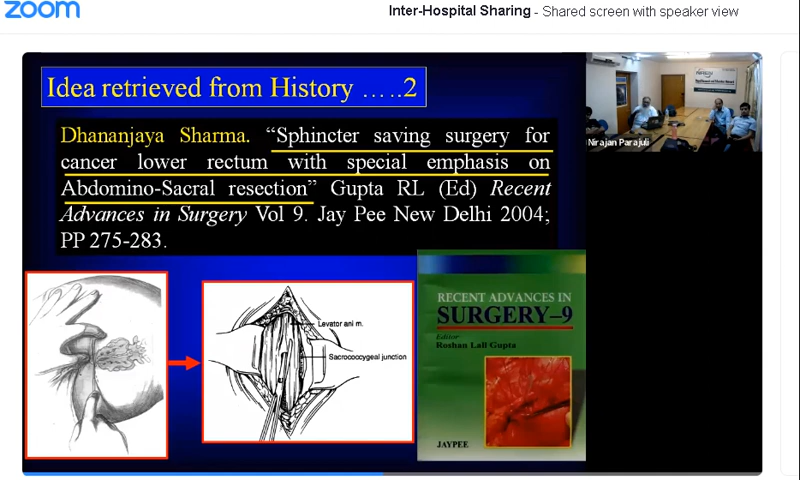 zoom
Inter-Hospital Sharing - Shared screen with speaker view
Idea retrieved from History …..2
Dhananjaya Sharma. “Sphincter saving surgery for
cancer lower rectum with special emphasis on
Abdomino-Sacral resection” Gupta RL (Ed) Recent
Advances in Surgery Vol 9. Jay Pee New Delhi 2004;
PP 275-283.
Nirajan Parajuli
Levator ani m.
Sacrococcygeal junction
RECENT ADVANCES IN
SURGERY–9
Editor
Roshan Lall Gupta
JAYPEE